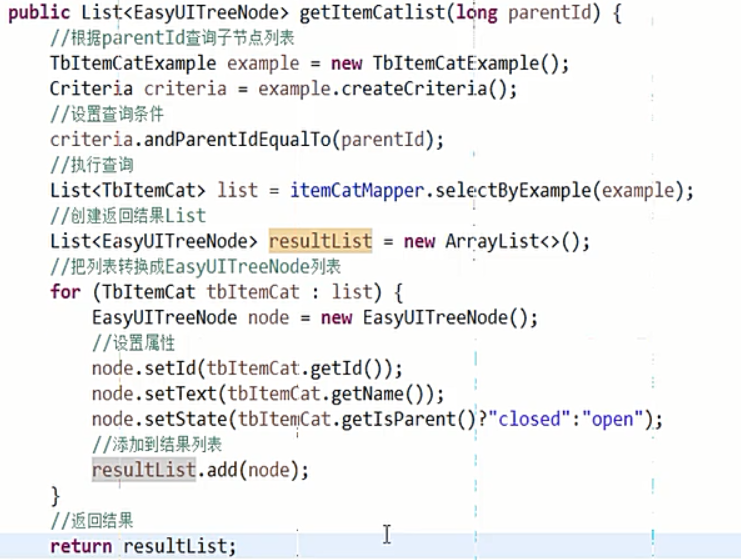 public List<EasyUITreeNode> getItemCatlist(long parentId) {
//根据parentId查询子节点列表
TbItemCatExample example = new TbItemCatExample();
Criteria criteria = example.createCriteria();
//设置查询条件
criteria.andParentIdEqualTo(parentId);
//执行查询
List<TbItemCat> list = itemCatMapper.selectByExample(example);
//创建返回结果List
List<EasyUITreeNode> resultList = new ArrayList<>();
//把列表转换成EasyUITreeNode列表
for (TbItemCat tbItemCat : list) {
EasyUITreeNode node = new EasyUITreeNode();
//设置属性
node.setId(tbItemCat.getId());
node.setText(tbItemCat.getName());
node.setState(tbItemCat.getIsParent()?"closed":"open");
//添加到结果列表
resultList.add(node);
}
//返回结果
return resultList;